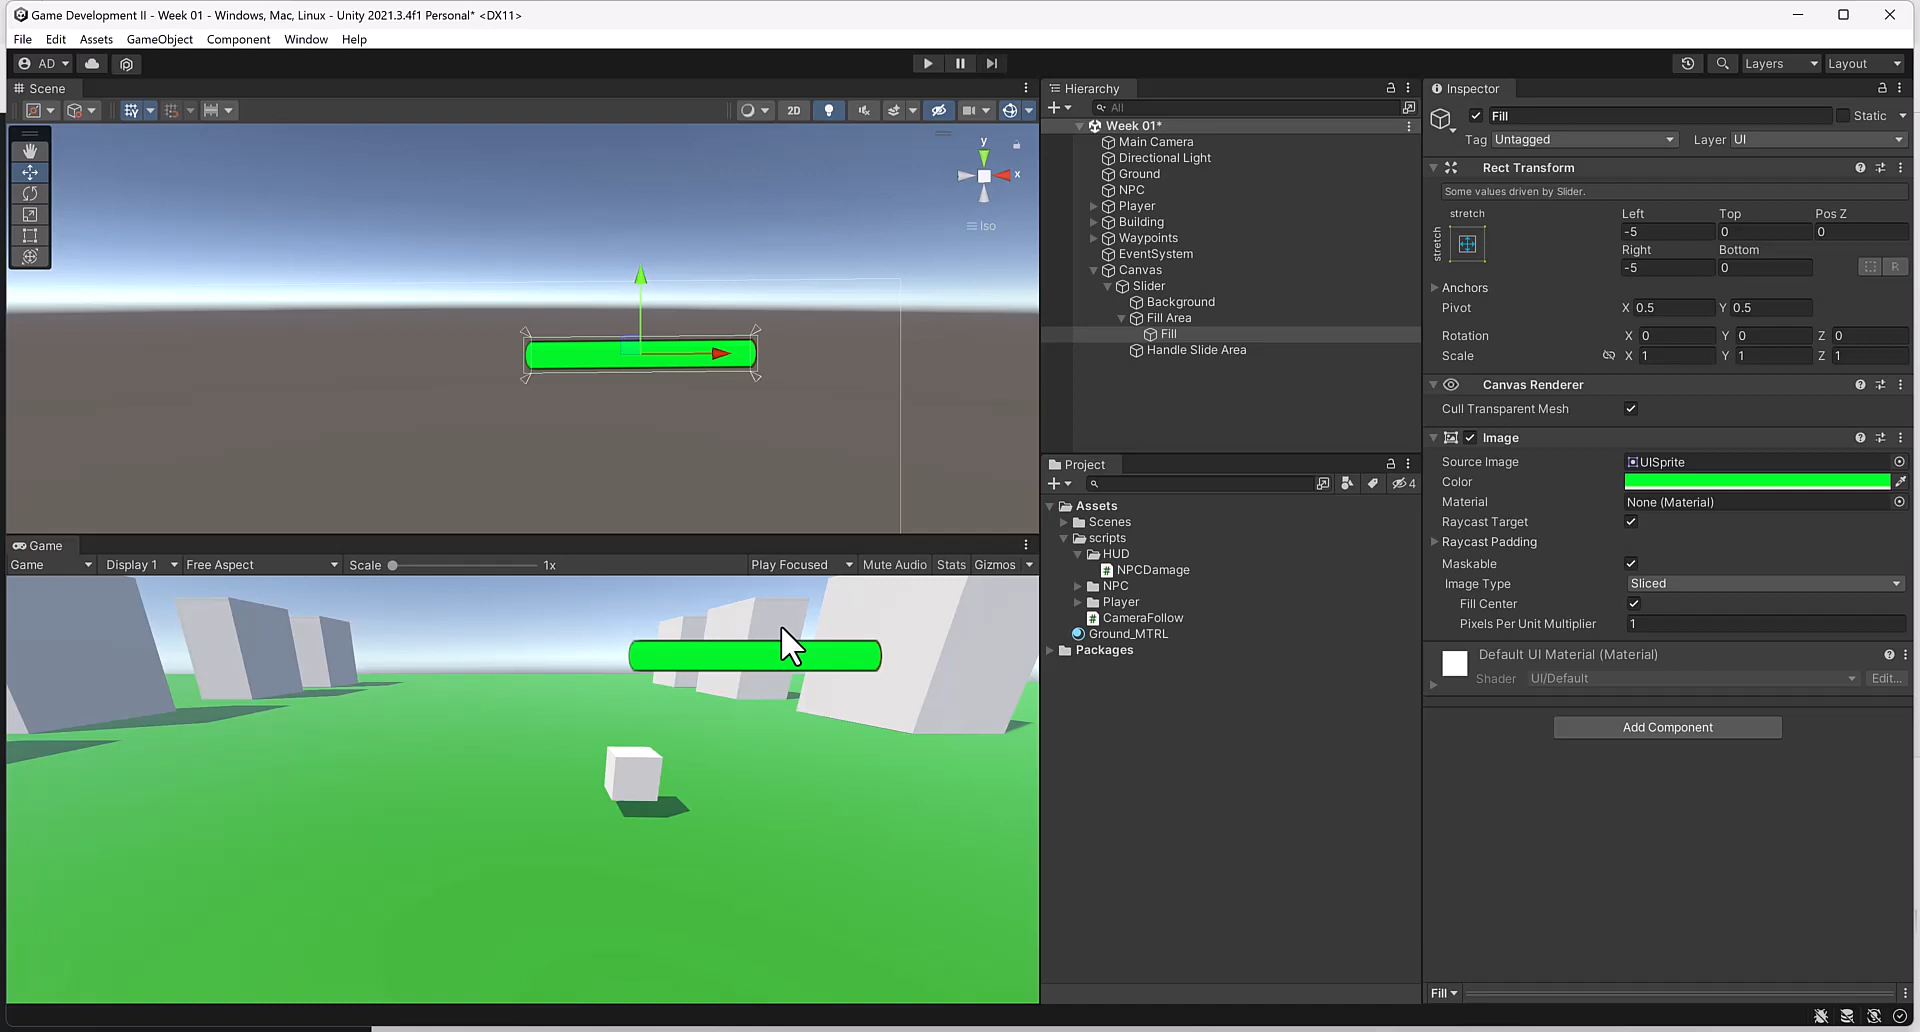 Game Development II - Week 01 - Windows, Mac, Linux - Unity 2021.3.4f1 Personal* <DX11>
File Edit Assets GameObject Component Window Help
AD Layers Layout
Scene
2D
y
x
Iso
Game
Game Display 1 Free Aspect Scale 1x Play Focused Mute Audio Stats Gizmos
Hierarchy
All
Week 01*
Main Camera
Directional Light
Ground
NPC
Player
Building
Waypoints
EventSystem
Canvas
Slider
Background
Fill Area
Fill
Handle Slide Area
Project
4
Assets
Scenes
scripts
HUD
NPCDamage
NPC
Player
CameraFollow
Ground_MTRL
Packages
Inspector
Fill Static
Tag Untagged Layer UI
Rect Transform
Some values driven by Slider.
stretch Left Top Pos Z
stretch -5 0 0
Right Bottom
-5 0 R
Anchors
Pivot X 0.5 Y 0.5
Rotation X 0 Y 0 Z 0
Scale X 1 Y 1 Z 1
Canvas Renderer
Cull Transparent Mesh
Image
Source Image UISprite
Color
Material None (Material)
Raycast Target
Raycast Padding
Maskable
Image Type Sliced
Fill Center
Pixels Per Unit Multiplier 1
Default UI Material (Material)
Shader UI/Default Edit...
Add Component
Fill